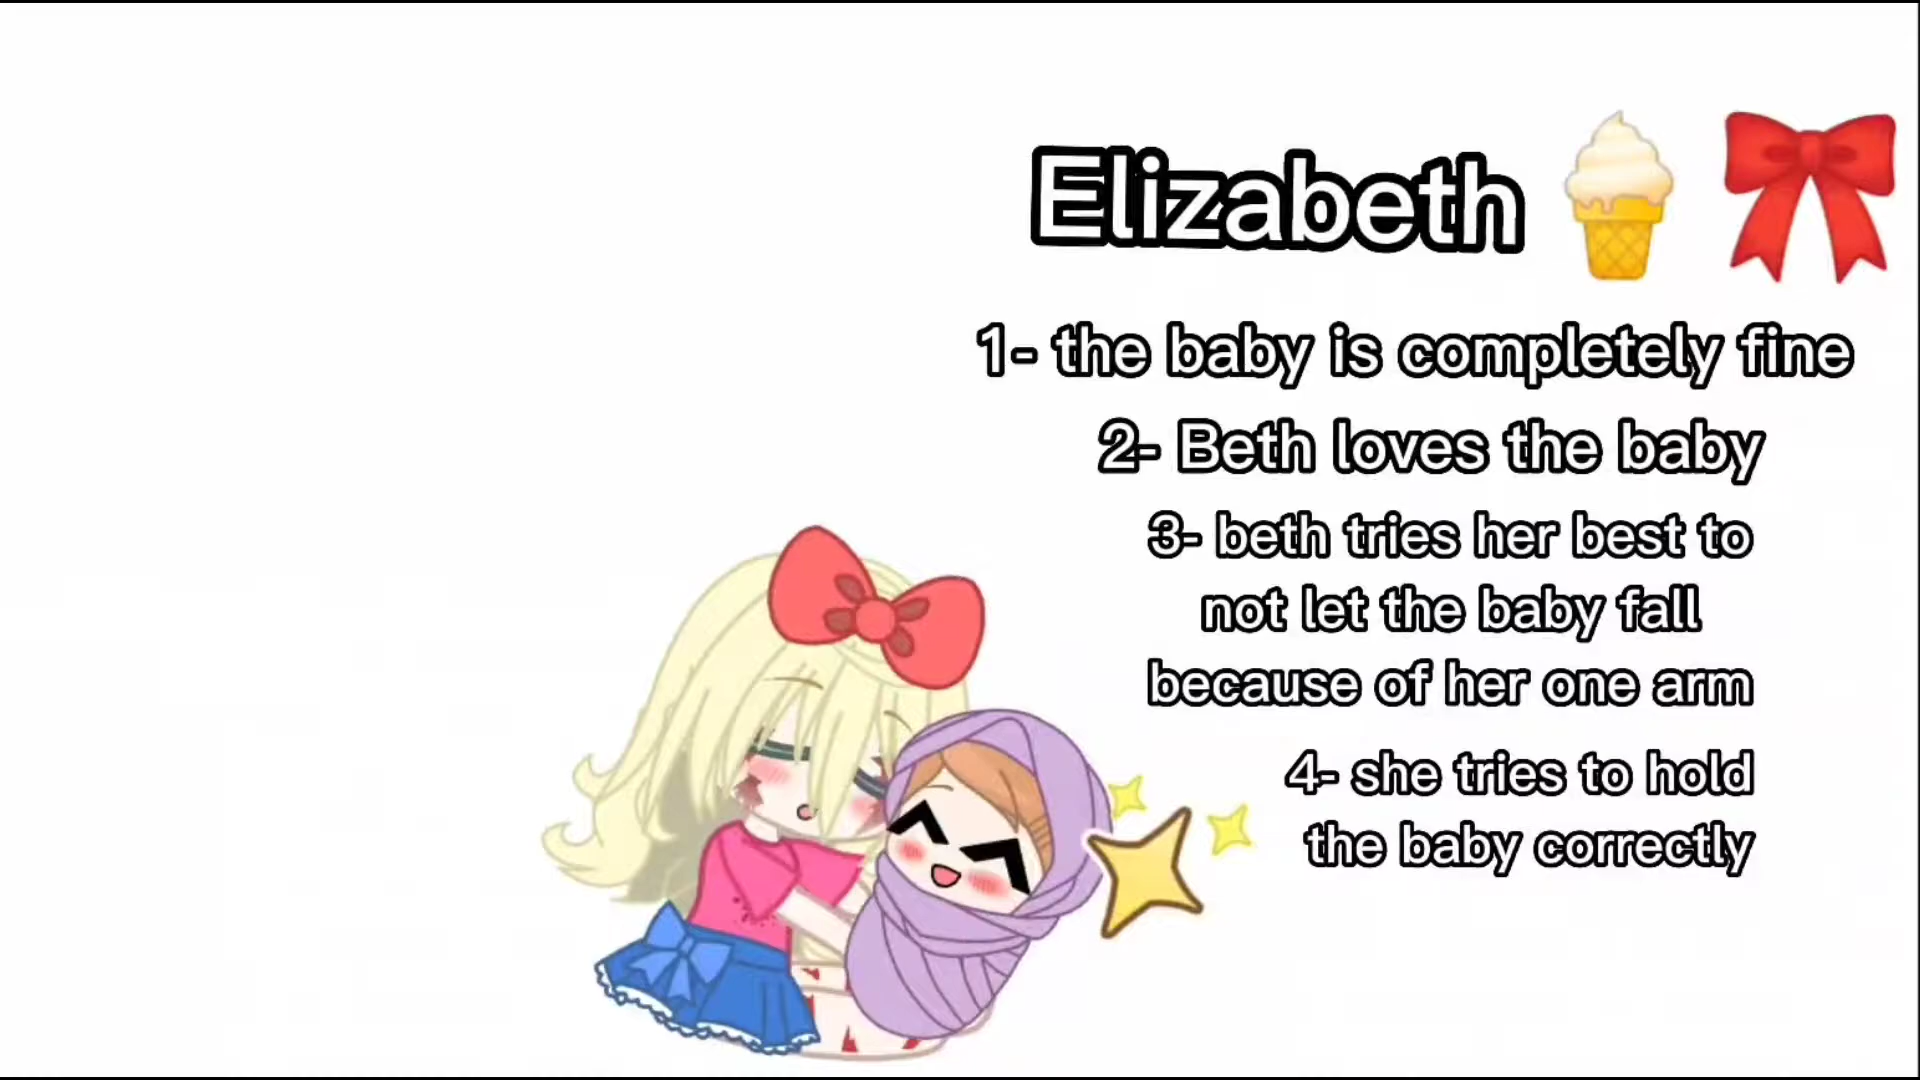 Elizabeth 🍦 🎀
1- the baby is completely fine
2- Beth loves the baby
3- beth tries her best to
not let the baby fall
because of her one arm
4- she tries to hold
the baby correctly